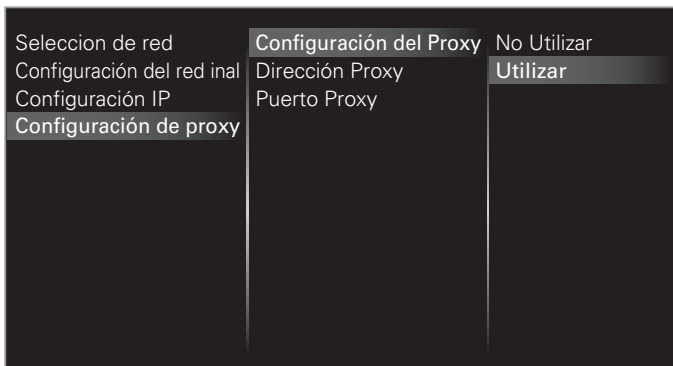 Seleccion de red
Configuración del red inal
Configuración IP
Configuración de proxy
Configuración del Proxy
Dirección Proxy
Puerto Proxy
No Utilizar
Utilizar